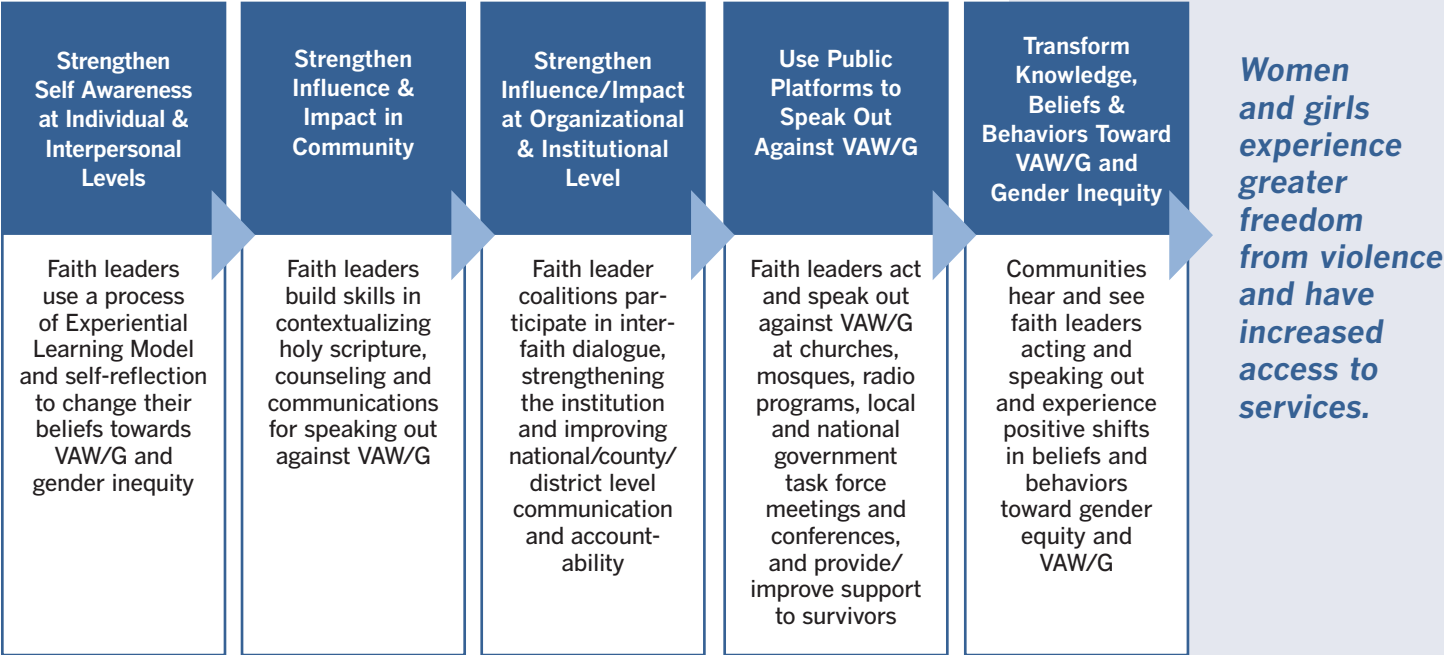 Strengthen
Self Awareness
at Individual &
Interpersonal
Levels
Faith leaders
use a process
of Experiential
Learning Model
and self-reflection
to change their
beliefs towards
VAW/G and
gender inequity
Strengthen
Influence &
Impact in
Community
Faith leaders
build skills in
contextualizing
holy scripture,
counseling and
communications
for speaking out
against VAW/G
Strengthen
Influence/Impact
at Organizational
& Institutional
Level
Faith leader
coalitions par-
ticipate in inter-
faith dialogue,
strengthening
the institution
and improving
national/county/
district level
communication
and account-
ability
Use Public
Platforms to
Speak Out
Against VAW/G
Faith leaders act
and speak out
against VAW/G
at churches,
mosques, radio
programs, local
and national
government
task force
meetings and
conferences,
and provide/
improve support
to survivors
Transform
Knowledge,
Beliefs &
Behaviors Toward
VAW/G and
Gender Inequity
Communities
hear and see
faith leaders
acting and
speaking out
and experience
positive shifts
in beliefs and
behaviors
toward gender
equity and
VAW/G
Women
and girls
experience
greater
freedom
from violence
and have
increased
access to
services.